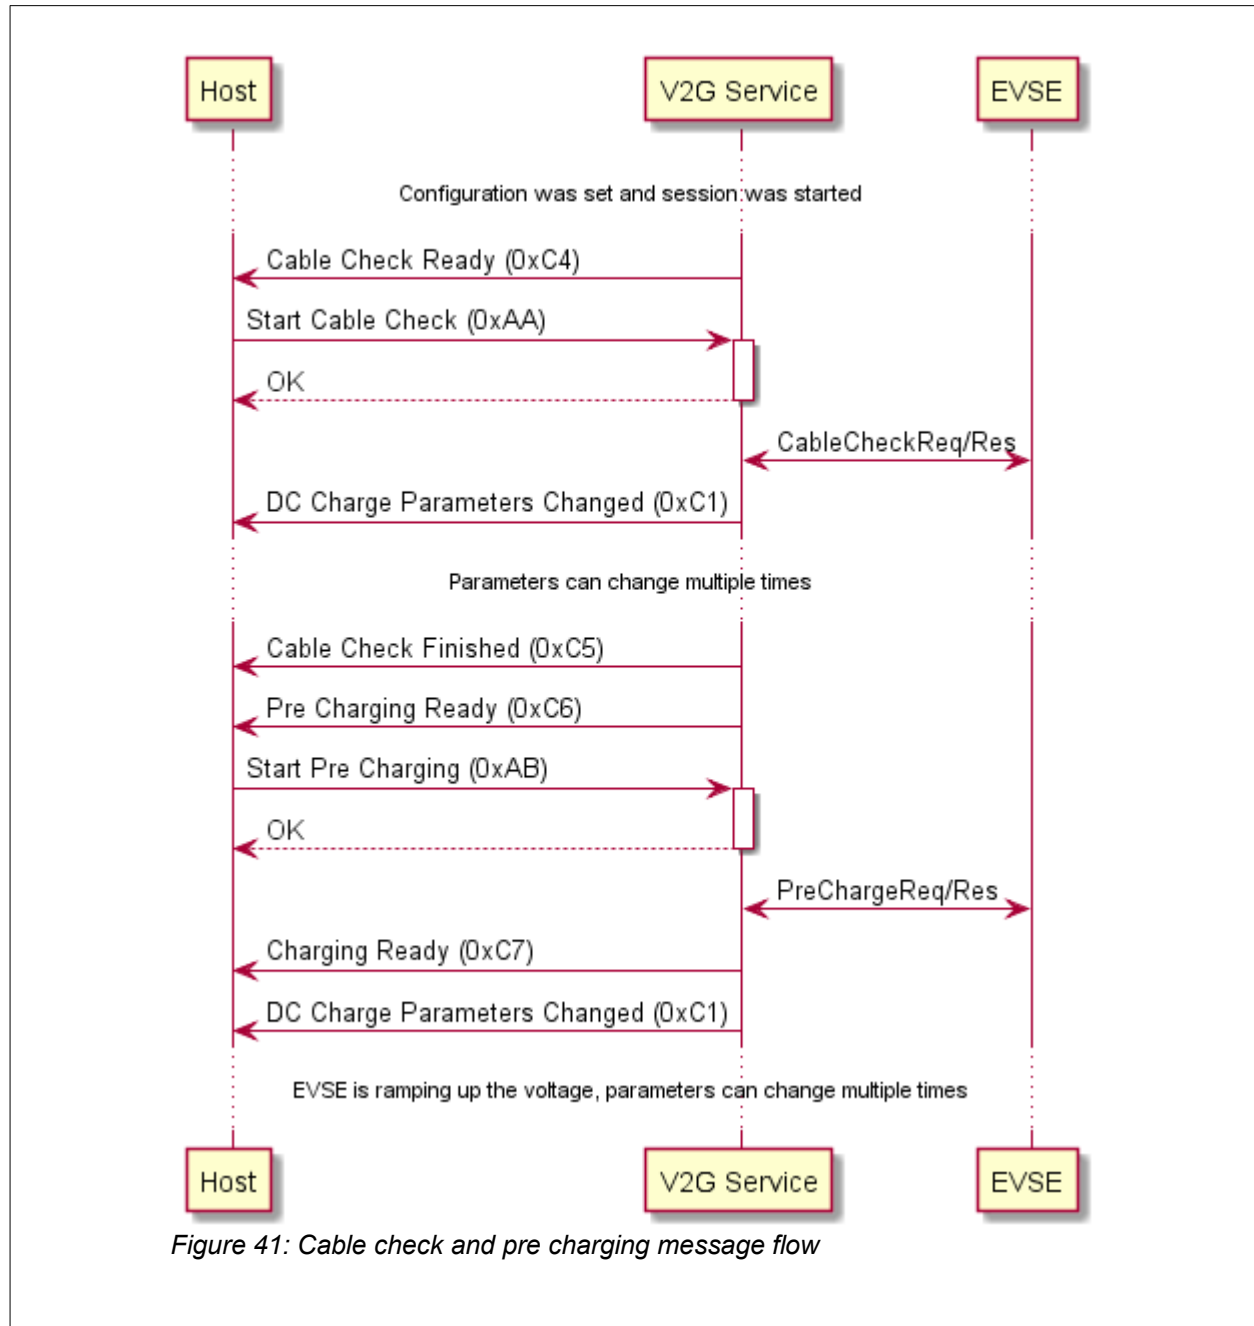 Host
V2G Service
EVSE
Configuration was set and session was started
Cable Check Ready (0xC4)
Start Cable Check (0xAA)
OK
CableCheckReq/Res
DC Charge Parameters Changed (0xC1)
Parameters can change multiple times
Cable Check Finished (0xC5)
Pre Charging Ready (0xC6)
Start Pre Charging (0xAB)
OK
PreChargeReq/Res
Charging Ready (0xC7)
DC Charge Parameters Changed (0xC1)
EVSE is ramping up the voltage, parameters can change multiple times
Host
V2G Service
EVSE
Figure 41: Cable check and pre charging message flow